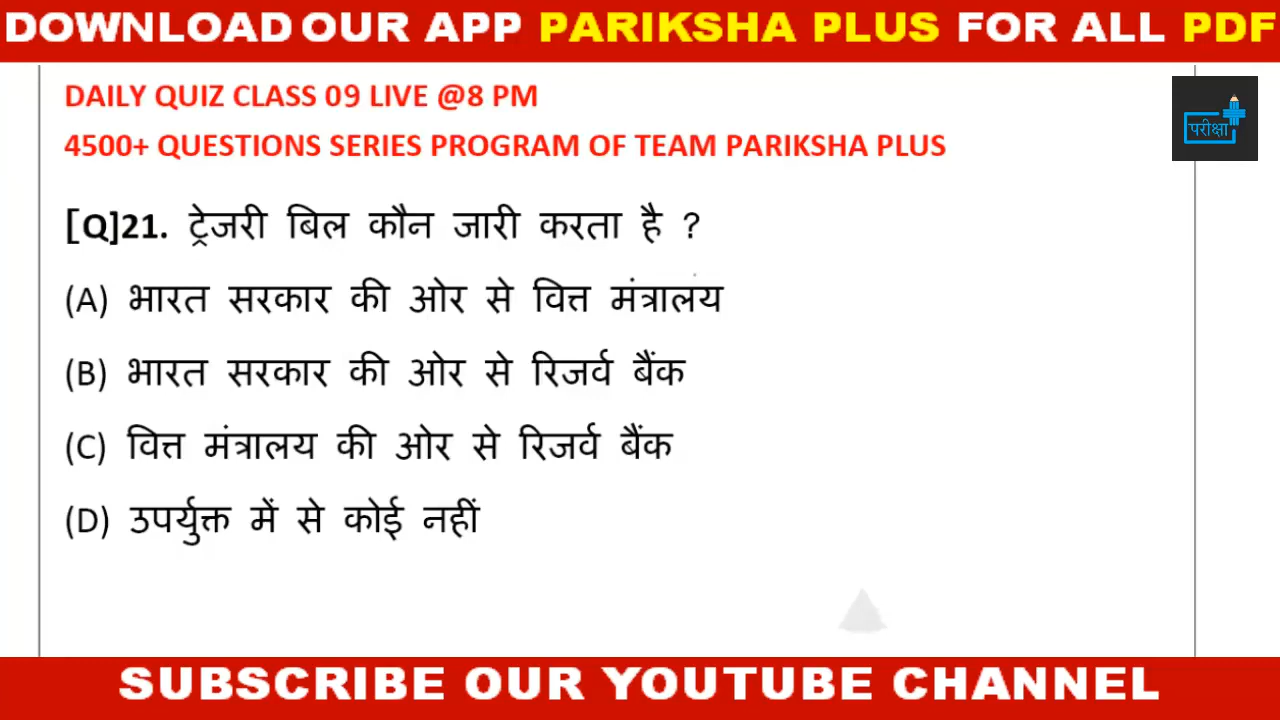 DOWNLOAD OUR APP PARIKSHA PLUS FOR ALL PDF
DAILY QUIZ CLASS 09 LIVE @8 PM
4500+ QUESTIONS SERIES PROGRAM OF TEAM PARIKSHA PLUS
परीक्षा
[Q]21. ट्रेजरी बिल कौन जारी करता है ?
(A) भारत सरकार की ओर से वित्त मंत्रालय
(B) भारत सरकार की ओर से रिजर्व बैंक
(C) वित्त मंत्रालय की ओर से रिजर्व बैंक
(D) उपर्युक्त में से कोई नहीं
SUBSCRIBE OUR YOUTUBE CHANNEL